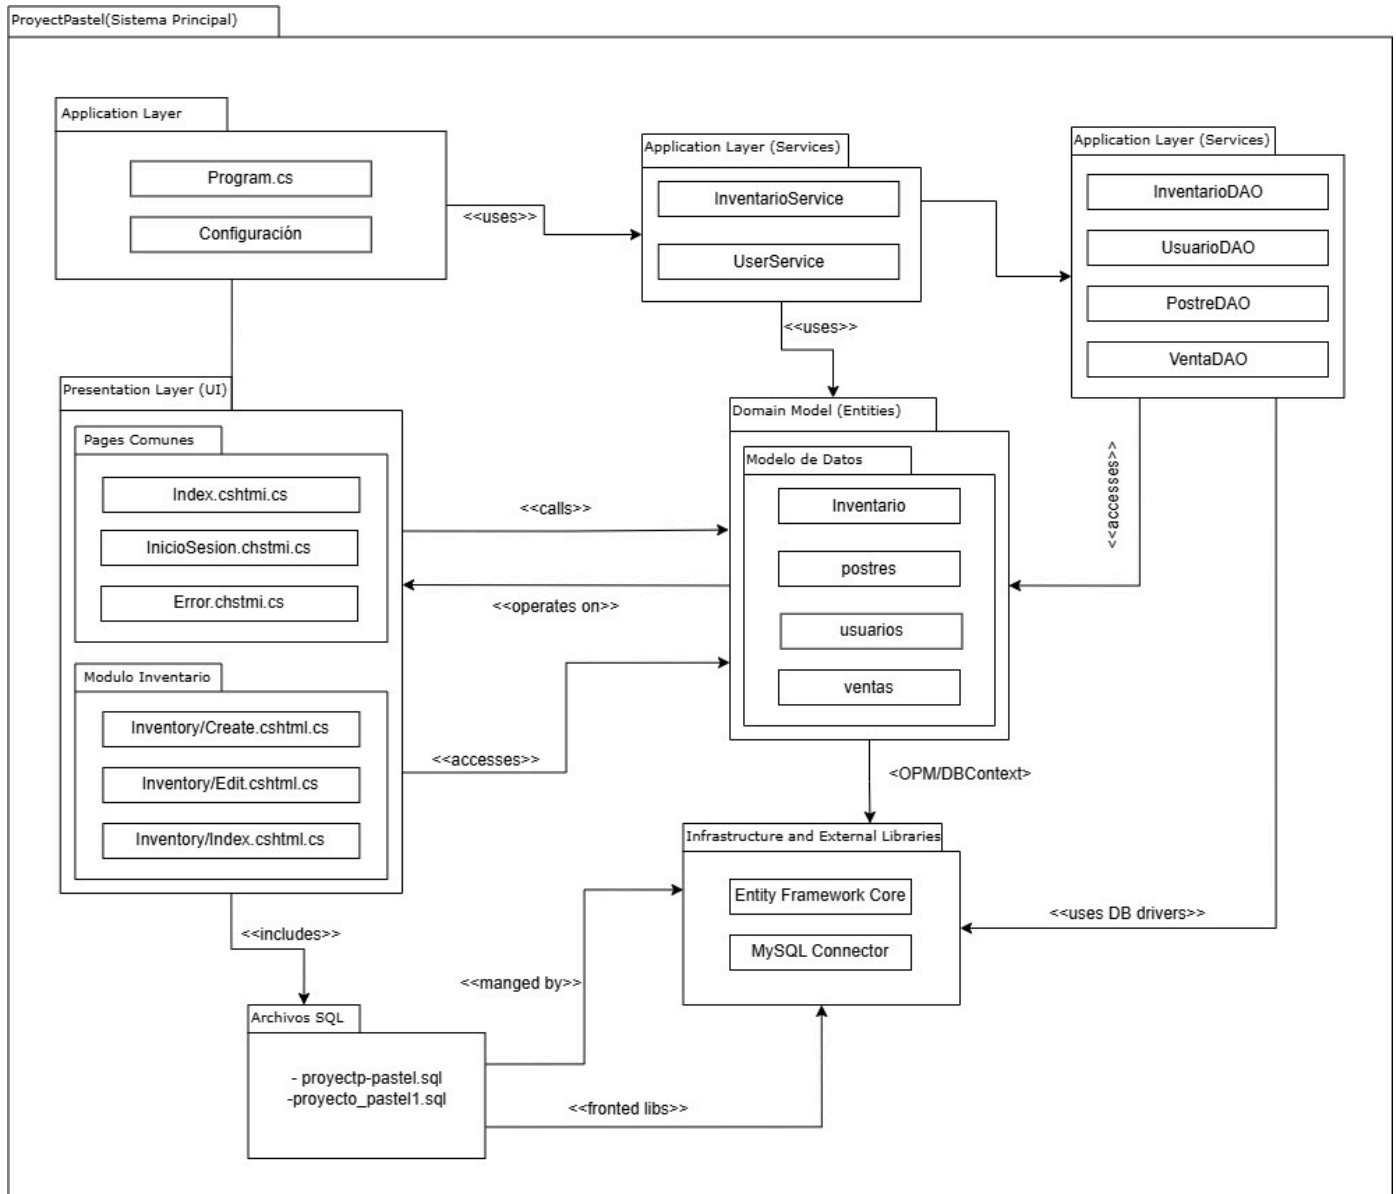 ProyectPastel(Sistema Principal)
Application Layer
Program.cs
Configuración
<<uses>>
Application Layer (Services)
InventarioService
UserService
Application Layer (Services)
InventarioDAO
UsuarioDAO
PostreDAO
VentaDAO
<<uses>>
Presentation Layer (UI)
Pages Comunes
Index.cshtmi.cs
InicioSesion.chstmi.cs
Error.chstmi.cs
Modulo Inventario
Inventory/Create.cshtml.cs
Inventory/Edit.cshtml.cs
Inventory/Index.cshtml.cs
<<calls>>
<<operates on>>
<<accesses>>
Domain Model (Entities)
Modelo de Datos
Inventario
postres
usuarios
ventas
<<accesses>>
<OPM/DBContext>
Infrastructure and External Libraries
Entity Framework Core
MySQL Connector
<<uses DB drivers>>
<<includes>>
<<manged by>>
Archivos SQL
- proyectp-pastel.sql
-proyecto_pastel1.sql
<<fronted libs>>